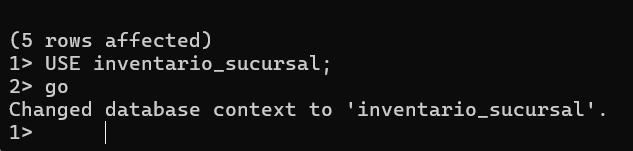 (5 rows affected)
1> USE inventario_sucursal;
2> go
Changed database context to 'inventario_sucursal'.
1>